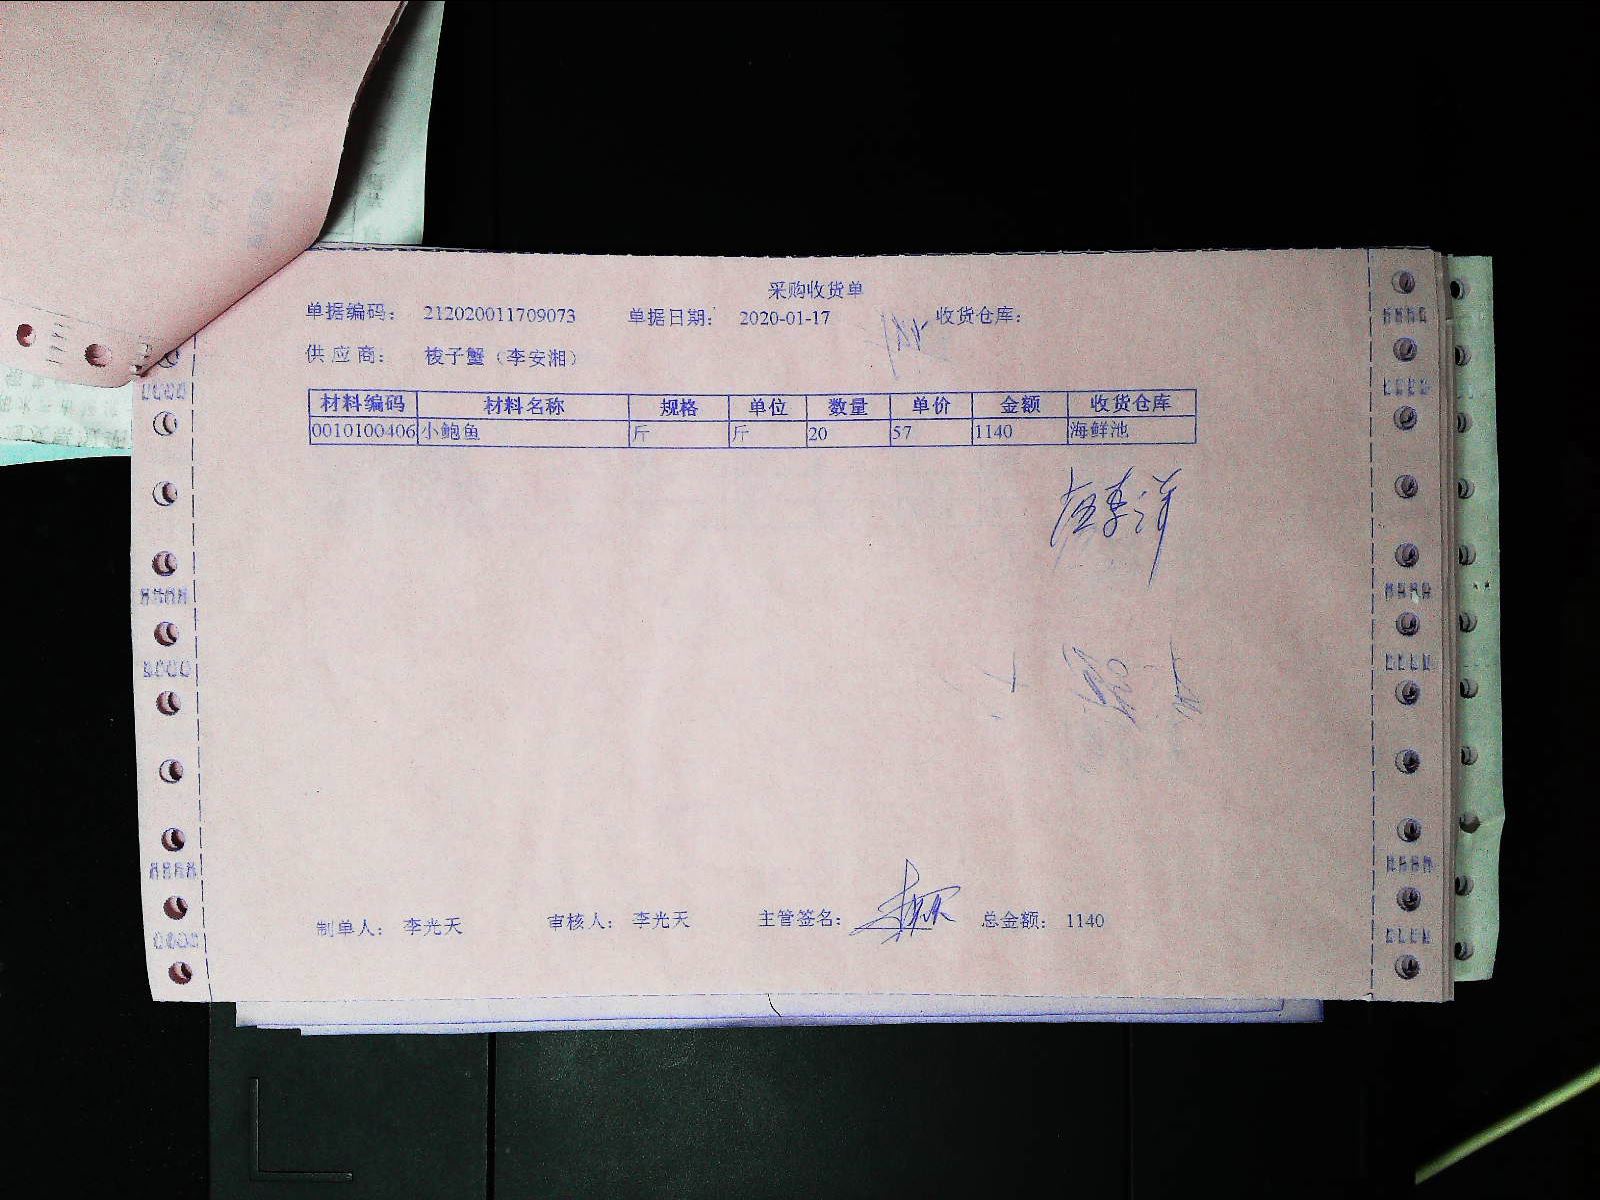 采购收货单
单据编码： 212020011709073 单据日期： 2020-01-17 收货仓库：
供应商： 梭子蟹（李安湘）
材料编码 材料名称 规格 单位 数量 单价 金额 收货仓库
0010100406 小鲍鱼 斤 斤 20 57 1140 海鲜池
制单人： 李光天 审核人： 李光天 主管签名： 总金额： 1140